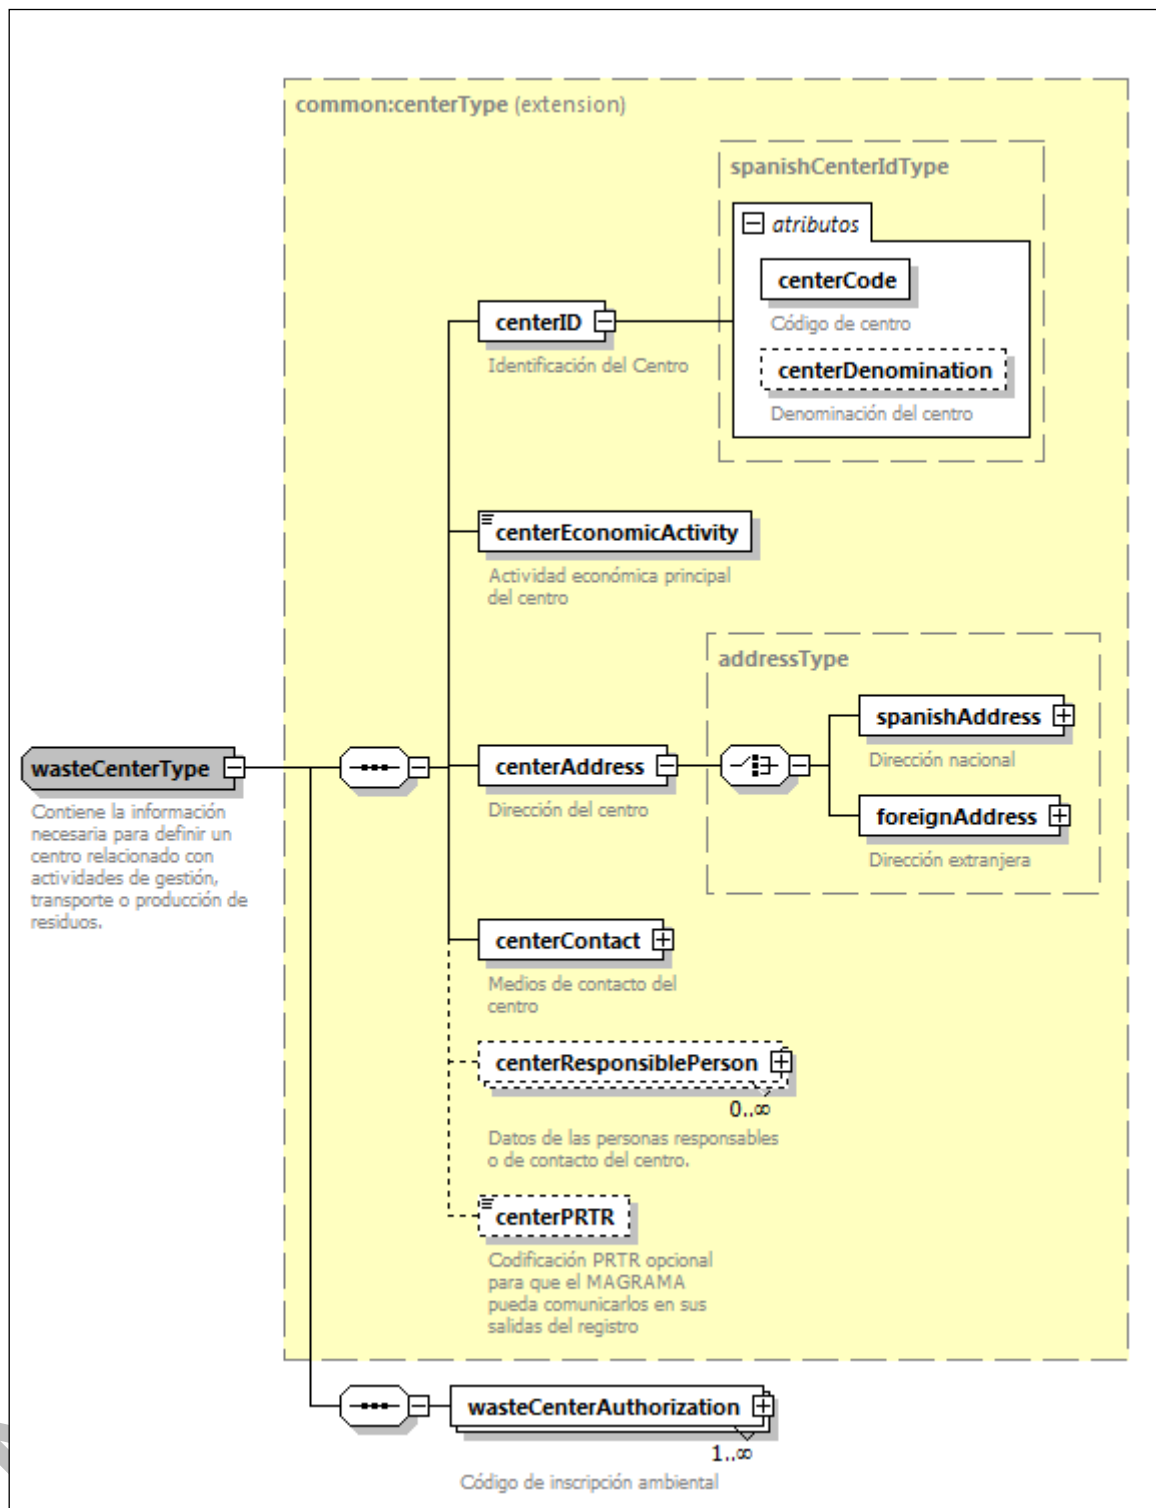 common:centerType (extension)
spanishCenterIdType
atributos
centerCode
Código de centro
centerDenomination
Denominación del centro
centerID
Identificación del Centro
centerEconomicActivity
Actividad económica principal
del centro
addressType
spanishAddress
Dirección nacional
foreignAddress
Dirección extranjera
centerAddress
Dirección del centro
wasteCenterType
Contiene la información
necesaria para definir un
centro relacionado con
actividades de gestión,
transporte o producción de
residuos.
centerContact
Medios de contacto del
centro
centerResponsiblePerson
0..∞
Datos de las personas responsables
o de contacto del centro.
centerPRTR
Codificación PRTR opcional
para que el MAGRAMA
pueda comunicarlos en sus
salidas del registro
wasteCenterAuthorization
1..∞
Código de inscripción ambiental